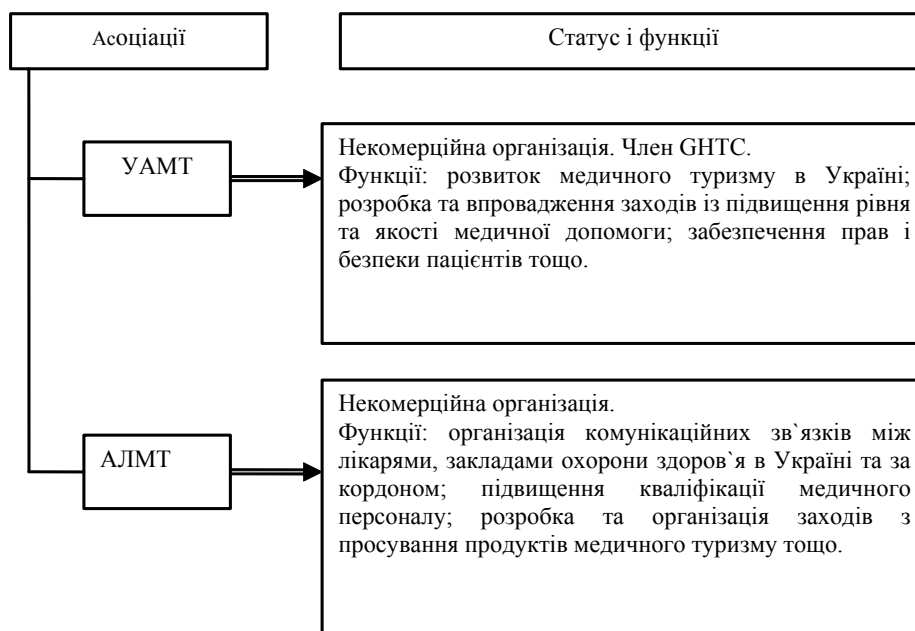 Асоціації
Статус і функції
УАМТ
Некомерційна організація. Член GHTC.
Функції: розвиток медичного туризму в Україні;
розробка та впровадження заходів із підвищення рівня
та якості медичної допомоги; забезпечення прав і
безпеки пацієнтів тощо.
АЛМТ
Некомерційна організація.
Функції: організація комунікаційних зв`язків між
лікарями, закладами охорони здоров`я в Україні та за
кордоном; підвищення кваліфікації медичного
персоналу; розробка та організація заходів з
просування продуктів медичного туризму тощо.